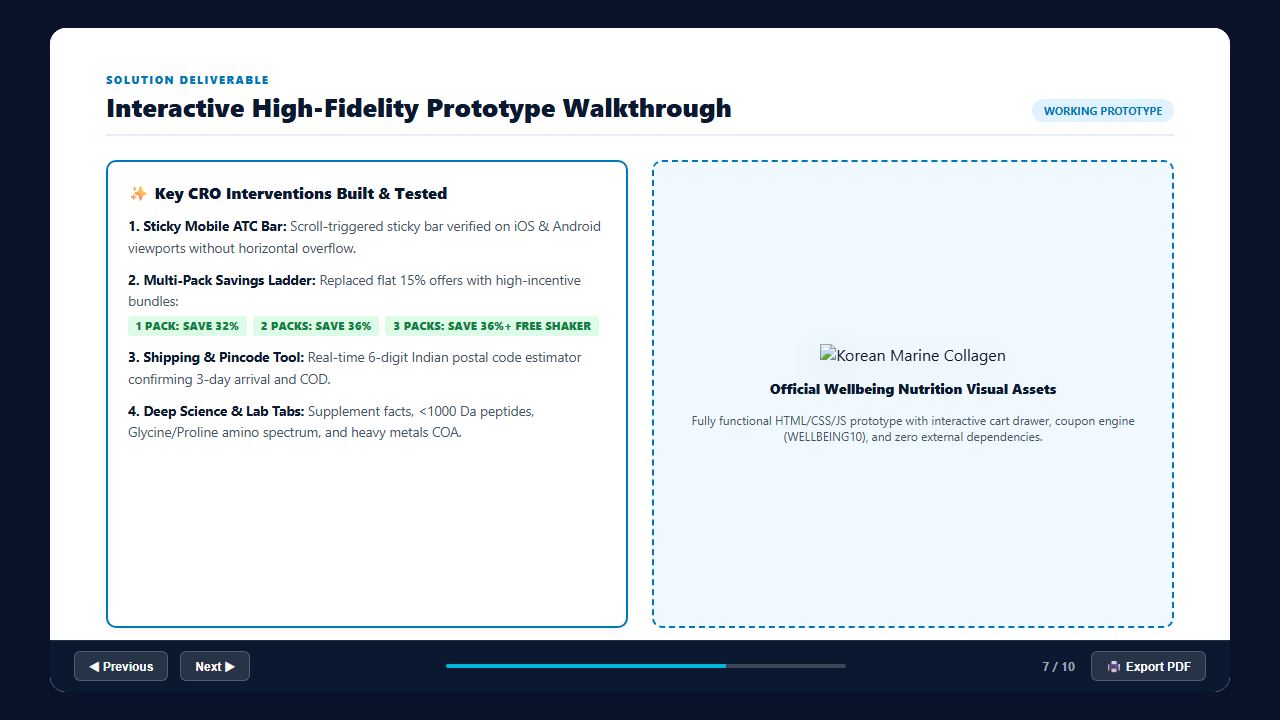 SOLUTION DELIVERABLE
Interactive High-Fidelity Prototype Walkthrough
WORKING PROTOTYPE
✨ Key CRO Interventions Built & Tested
1. Sticky Mobile ATC Bar: Scroll-triggered sticky bar verified on iOS & Android
viewports without horizontal overflow.
2. Multi-Pack Savings Ladder: Replaced flat 15% offers with high-incentive
bundles:
1 PACK: SAVE 32% 2 PACKS: SAVE 36% 3 PACKS: SAVE 36%+ FREE SHAKER
3. Shipping & Pincode Tool: Real-time 6-digit Indian postal code estimator
confirming 3-day arrival and COD.
4. Deep Science & Lab Tabs: Supplement facts, <1000 Da peptides,
Glycine/Proline amino spectrum, and heavy metals COA.
Korean Marine Collagen
Official Wellbeing Nutrition Visual Assets
Fully functional HTML/CSS/JS prototype with interactive cart drawer, coupon engine
(WELLBEING10), and zero external dependencies.
◀ Previous
Next ▶
7 / 10
Export PDF